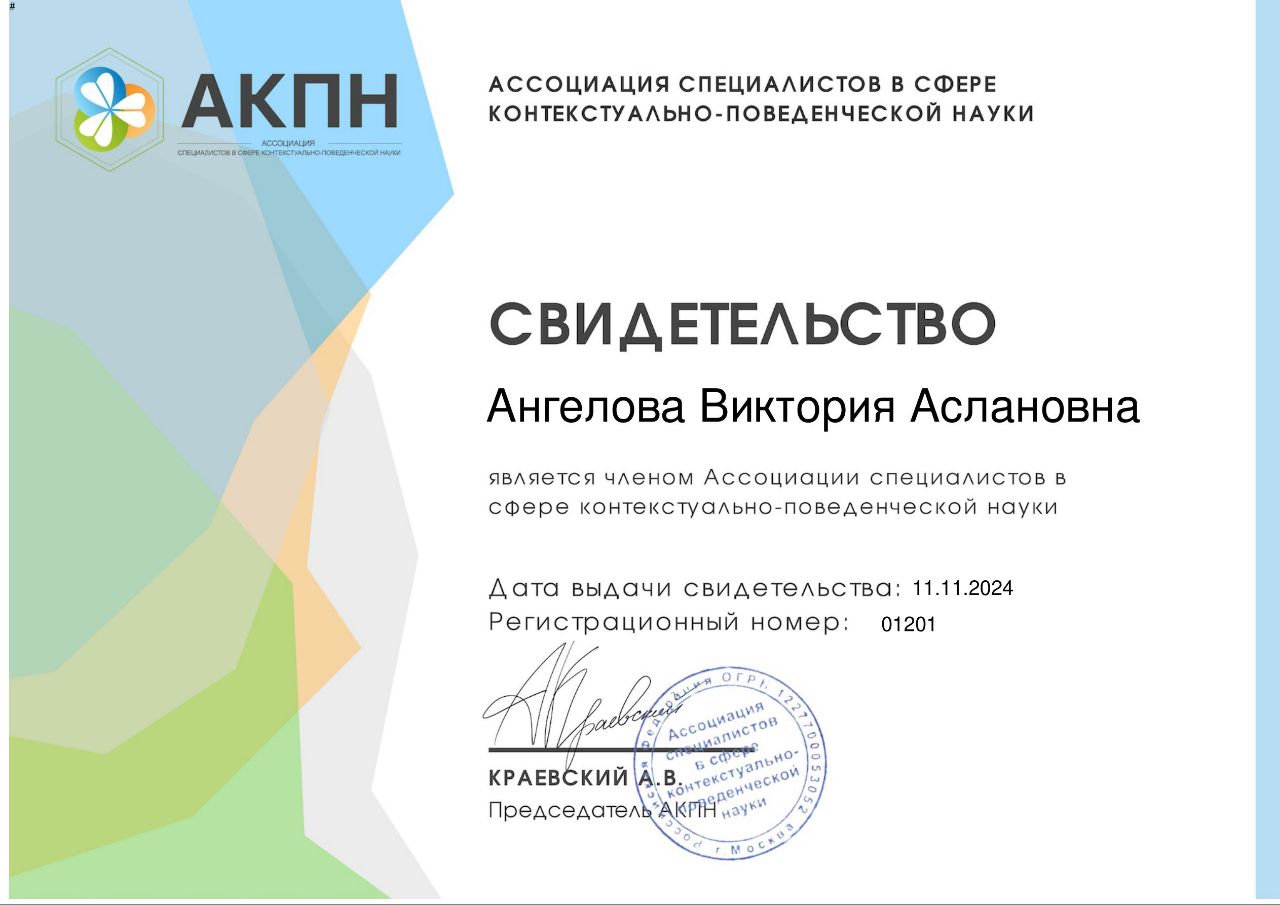 #
АКПН
АССОЦИАЦИЯ
СПЕЦИАЛИСТОВ В СФЕРЕ КОНТЕКСТУАЛЬНО-ПОВЕДЕНЧЕСКОЙ НАУКИ
АССОЦИАЦИЯ СПЕЦИАЛИСТОВ В СФЕРЕ
КОНТЕКСТУАЛЬНО-ПОВЕДЕНЧЕСКОЙ НАУКИ
СВИДЕТЕЛЬСТВО
Ангелова Виктория Аслановна
является членом Ассоциации специалистов в
сфере контекстуально-поведенческой науки
Дата выдачи свидетельства: 11.11.2024
Регистрационный номер: 01201
Краевский
КРАЕВСКИЙ А.В.
Председатель АКПН
Российская Федерация ОГРН 1227700053052 г.Москва
Ассоциация
специалистов
в сфере
контекстуально-
поведенческой
науки